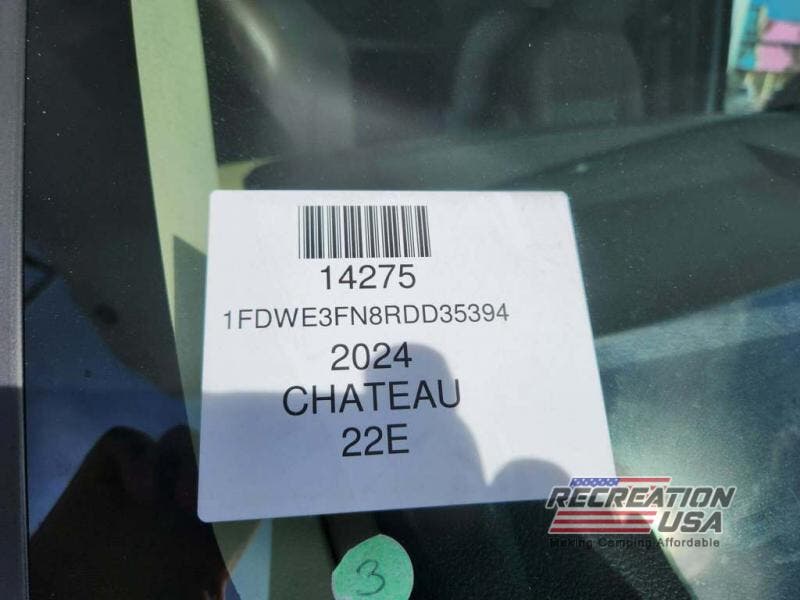 14275
1FDWE3FN8RDD35394
2024
CHATEAU
22E
RECREATION
USA
Making Camping Affordable
3